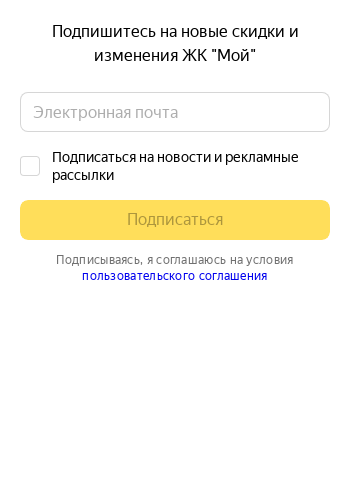 Подпишитесь на новые скидки и
изменения ЖК "Мой"
Электронная почта
Подписаться на новости и рекламные
рассылки
Подписаться
Подписываясь, я соглашаюсь на условия
пользовательского соглашения